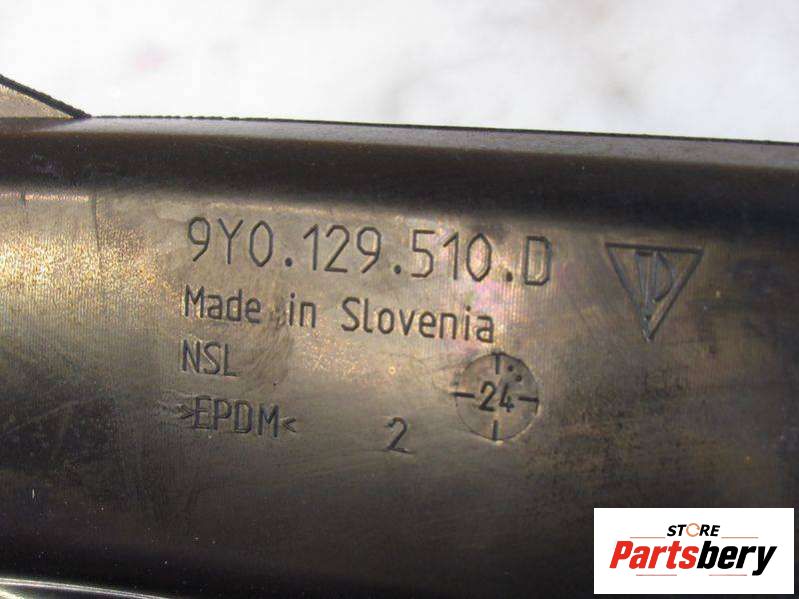 9Y0.129.510.D
Made in Slovenia
NSL
24
>EPDM<
2
STORE
Partsbery